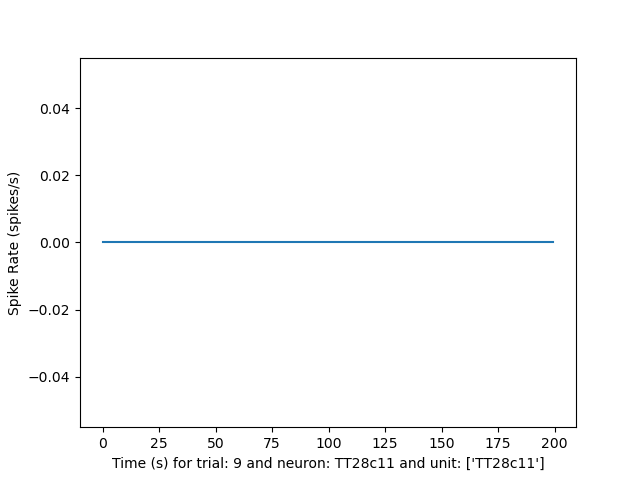 0.04
0.02
0.00
−0.02
−0.04
Spike Rate (spikes/s)
0 25 50 75 100 125 150 175 200
Time (s) for trial: 9 and neuron: TT28c11 and unit: ['TT28c11']